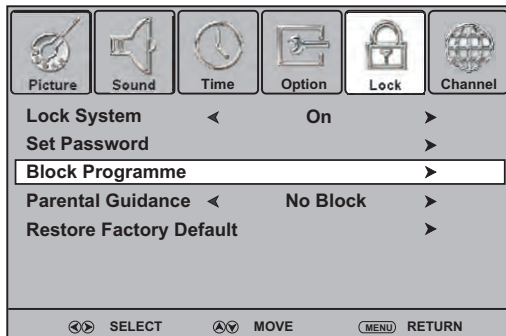 Picture Sound Time Option Lock Channel
Lock System On
Set Password
Block Programme
Parental Guidance No Block
Restore Factory Default
SELECT MOVE MENU RETURN